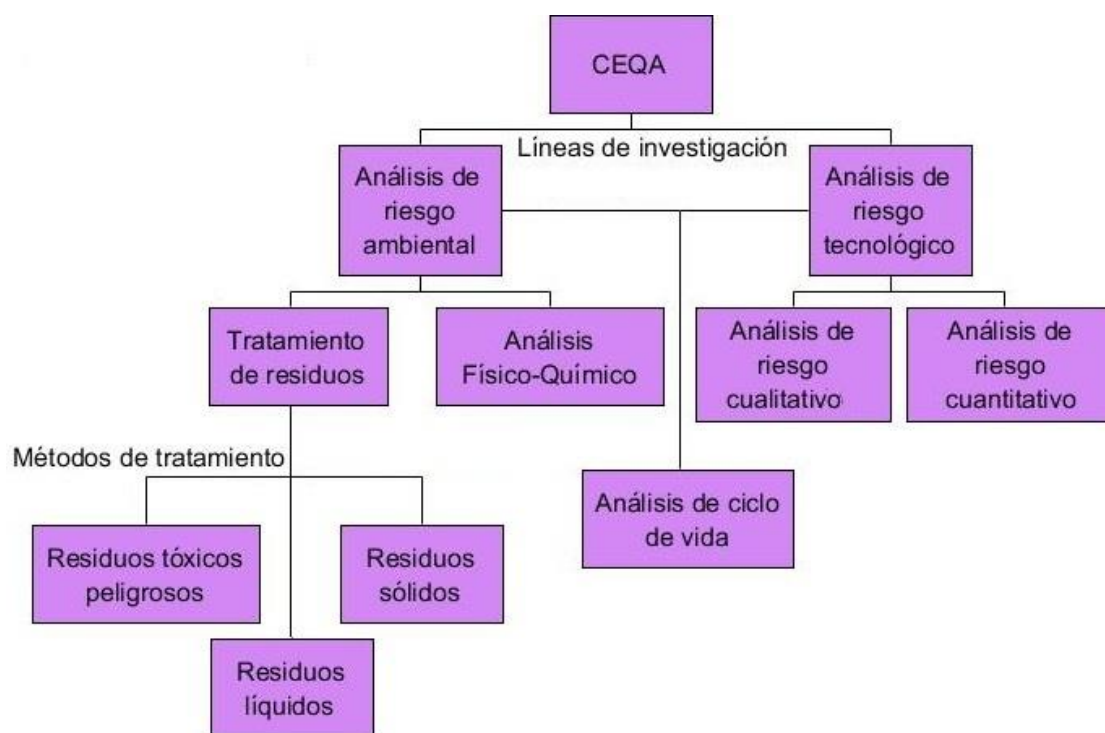 CEQA
Líneas de investigación
Análisis de
riesgo
ambiental
Análisis de
riesgo
tecnológico
Tratamiento
de residuos
Análisis
Físico-Químico
Análisis de
riesgo
cualitativo
Análisis de
riesgo
cuantitativo
Métodos de tratamiento
Análisis de ciclo
de vida
Residuos tóxicos
peligrosos
Residuos
sólidos
Residuos
líquidos